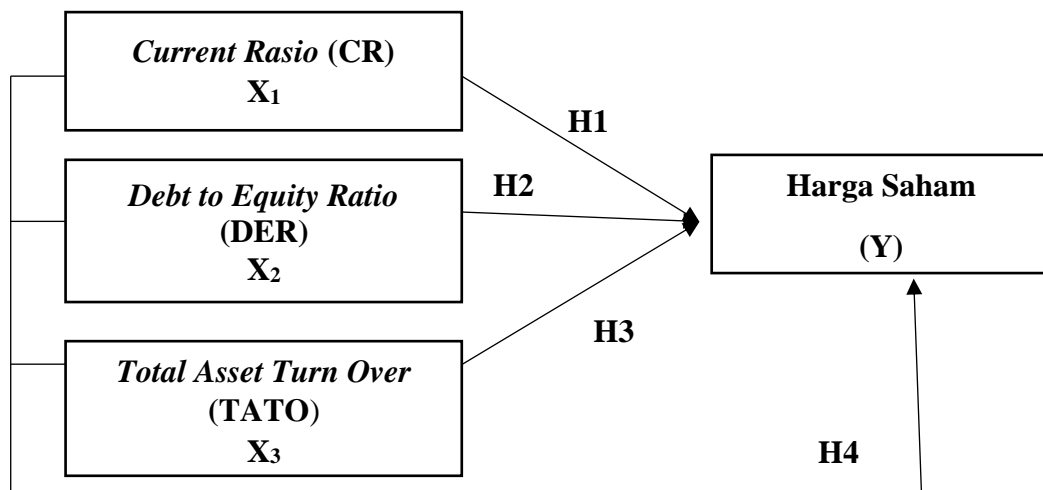 Current Rasio (CR)
X₁
H1
Debt to Equity Ratio
(DER)
X₂
H2
Harga Saham
(Y)
Total Asset Turn Over
(TATO)
X₃
H3
H4